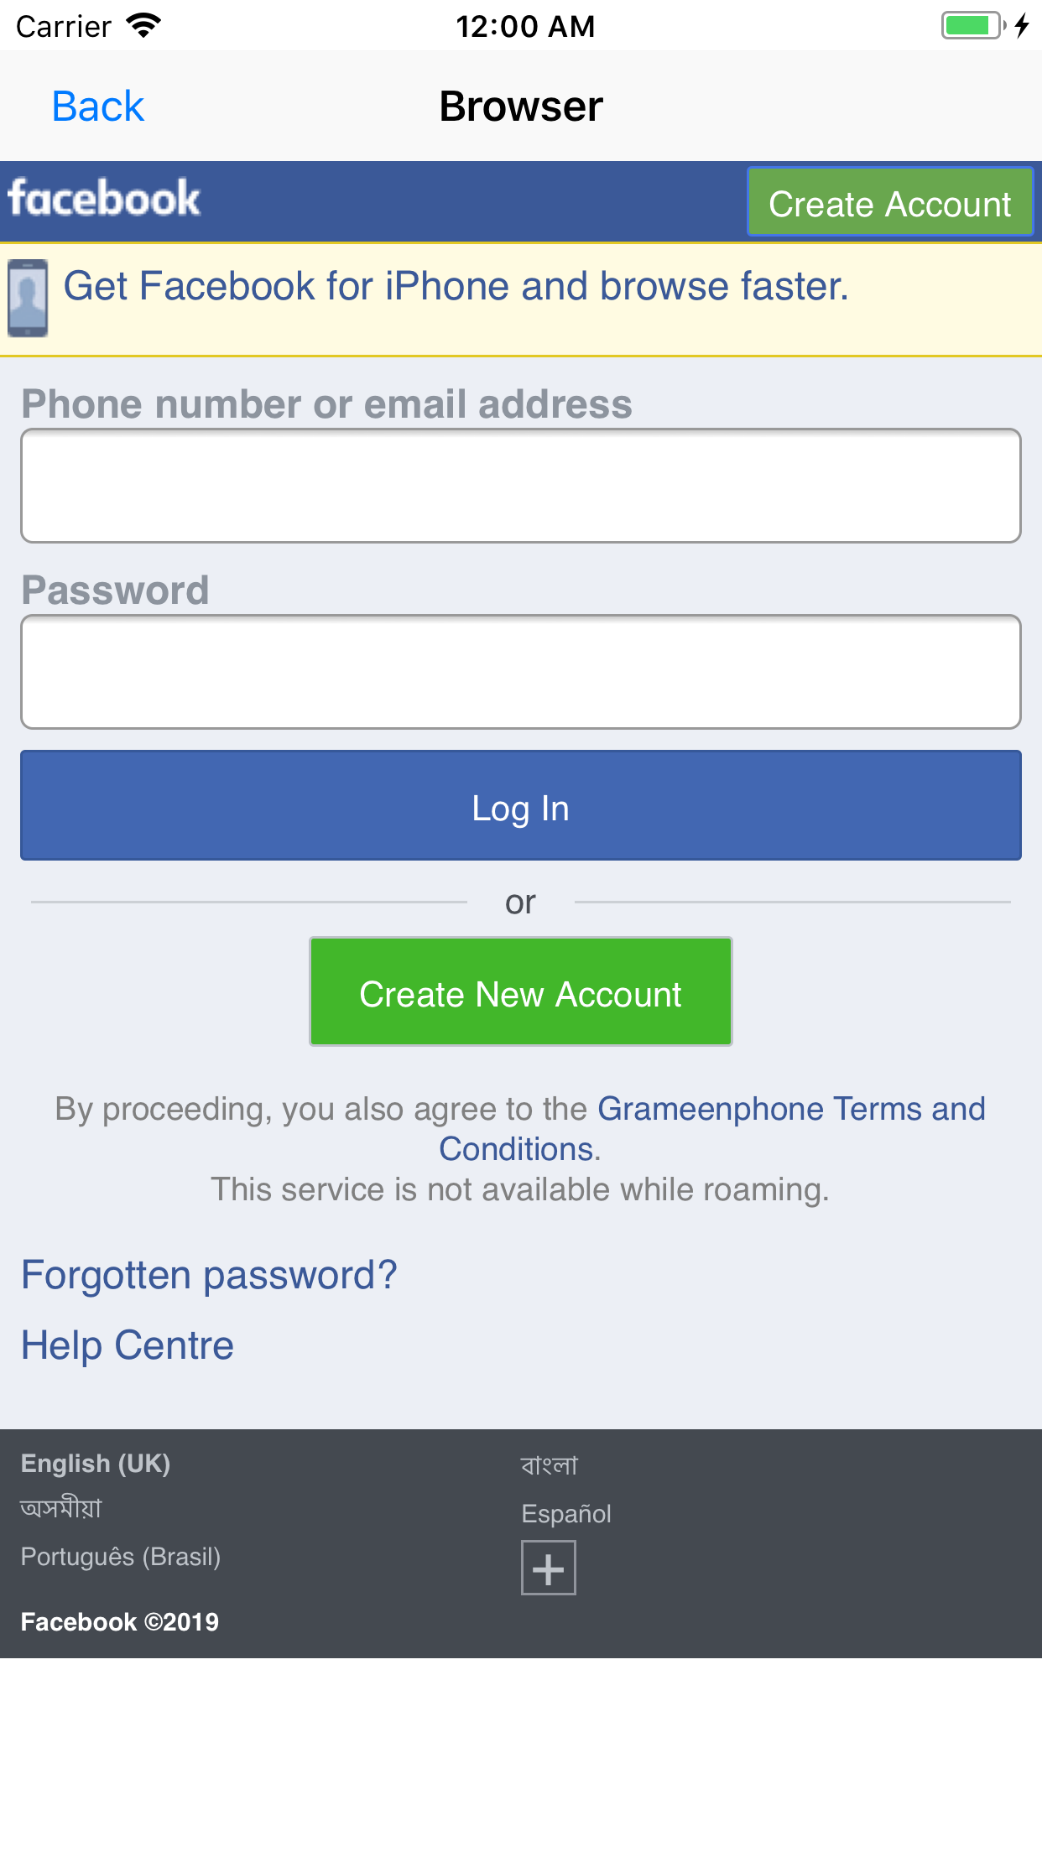 Carrier 12:00 AM
Back Browser
facebook Create Account
Get Facebook for iPhone and browse faster.
Phone number or email address
Password
Log In
or
Create New Account
By proceeding, you also agree to the Grameenphone Terms and
Conditions.
This service is not available while roaming.
Forgotten password?
Help Centre
English (UK)
বাংলা
অসমীয়া
Español
Português (Brasil)
Facebook ©2019